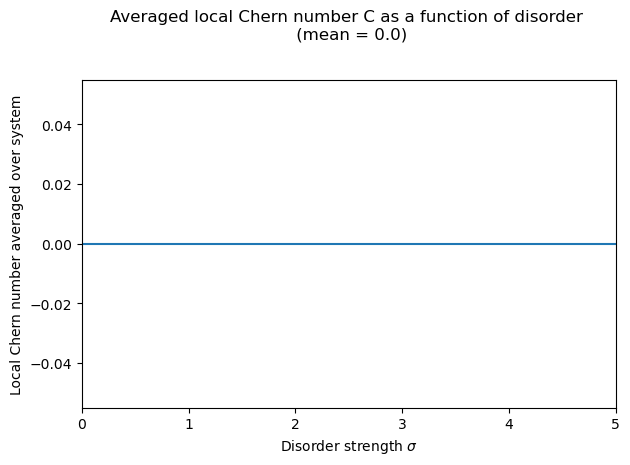 Averaged local Chern number C as a function of disorder
(mean = 0.0)
Local Chern number averaged over system
0.04
0.02
0.00
−0.02
−0.04
0 1 2 3 4 5
Disorder strength σ